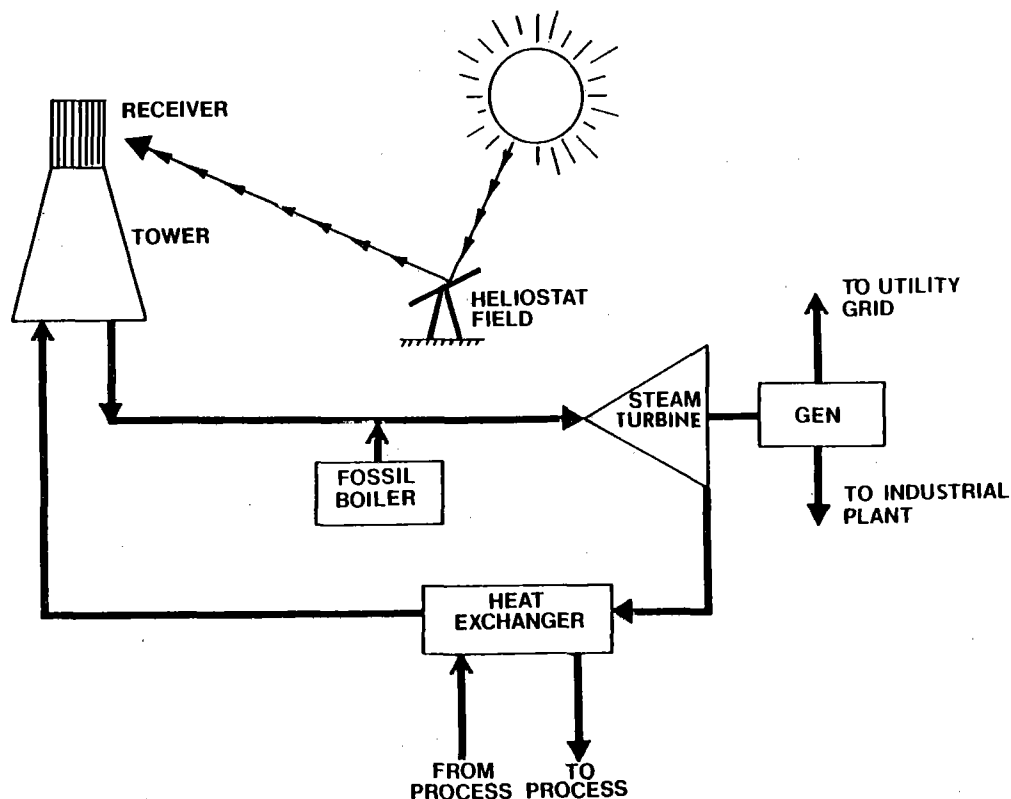 RECEIVER
TOWER
HELIOSTAT
FIELD
TO UTILITY
GRID
STEAM
TURBINE
GEN
FOSSIL
BOILER
TO INDUSTRIAL
PLANT
HEAT
EXCHANGER
FROM
PROCESS
TO
PROCESS